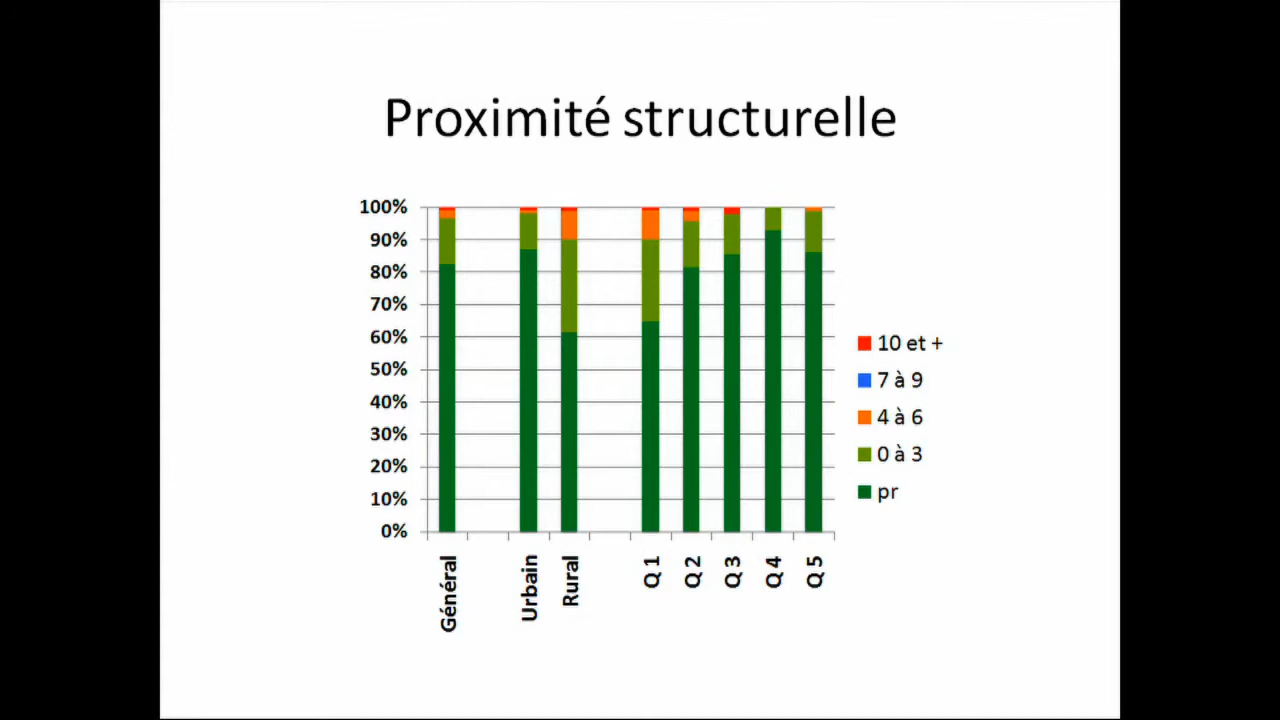 Proximité structurelle
100%
90%
80%
70%
60%
50%
40%
30%
20%
10%
0%
Général
Urbain
Rural
Q 1
Q 2
Q 3
Q 4
Q 5
10 et +
7 à 9
4 à 6
0 à 3
pr